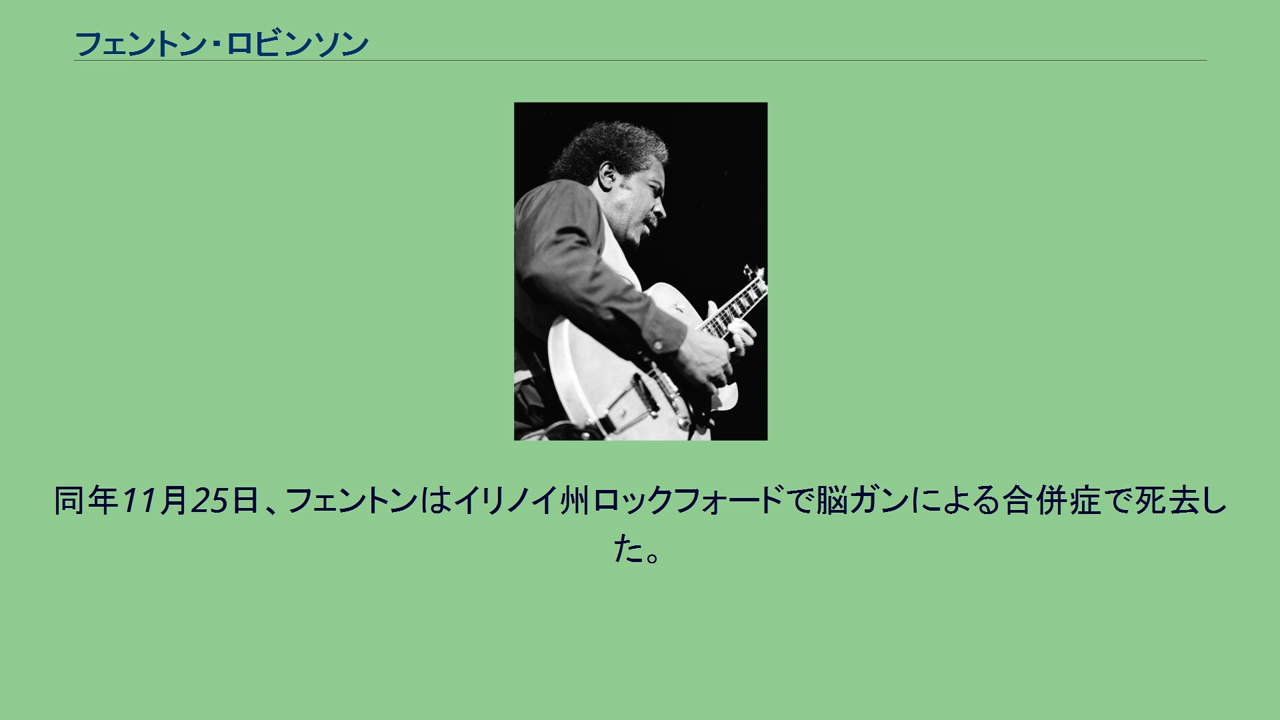 フェントン・ロビンソン
同年11月25日、フェントンはイリノイ州ロックフォードで脳ガンによる合併症で死去し
た。